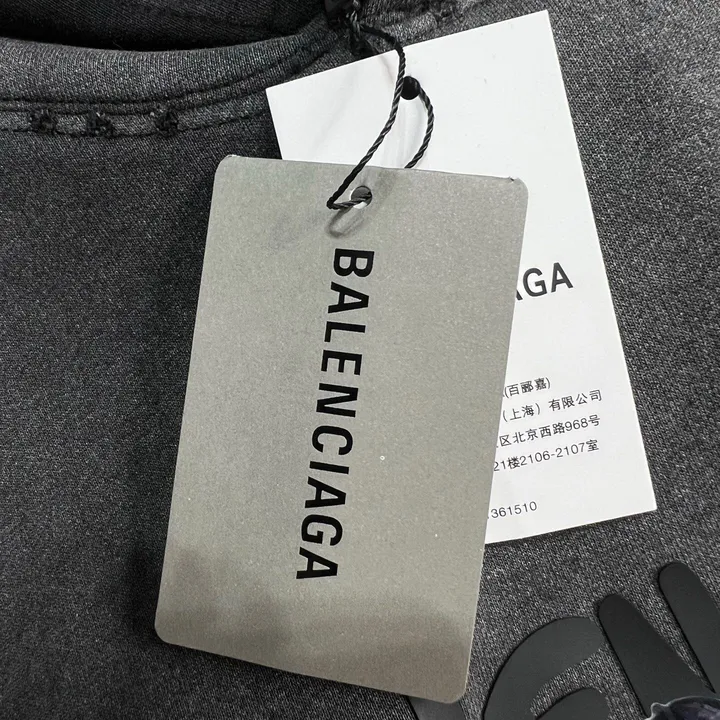 BALENCIAGA
AGA
(百郦嘉)
(上海)有限公司
区北京西路968号
21楼2106-2107室
361510